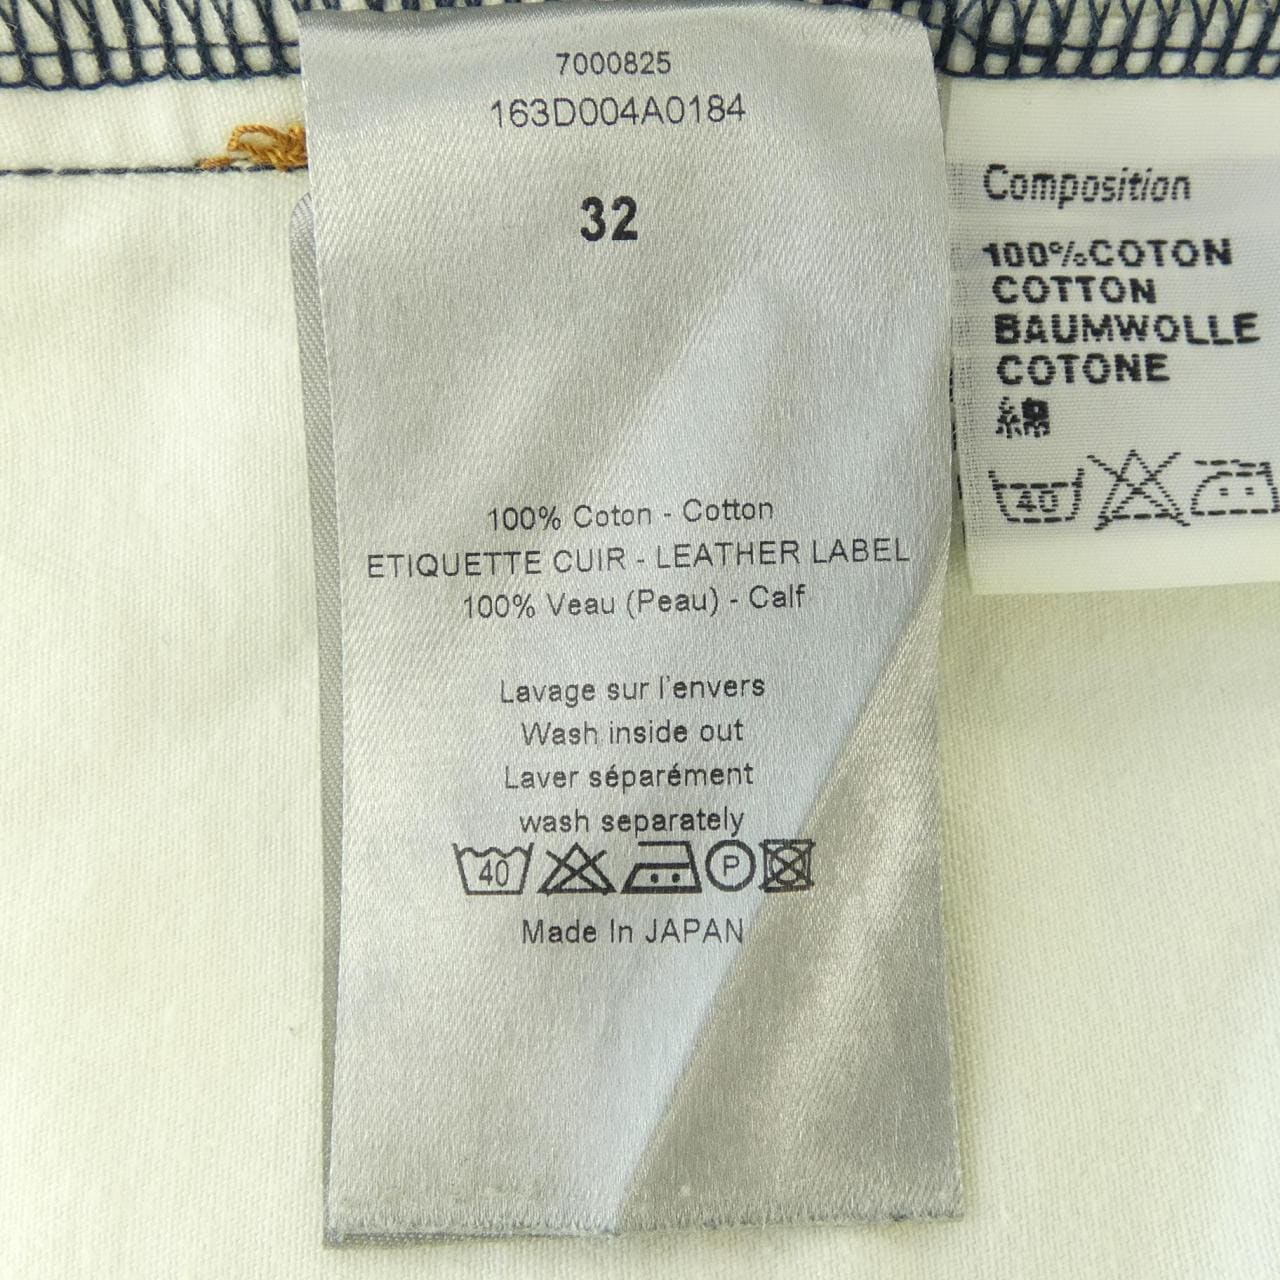 7000825
163D004A0184
32
100% Coton - Cotton
ETIQUETTE CUIR - LEATHER LABEL
100% Veau (Peau) - Calf
Lavage sur l'envers
Wash inside out
Laver séparément
wash separately
40 P
Made In JAPAN
Composition
100%COTON
COTTON
BAUMWOLLE
COTONE
綿
40